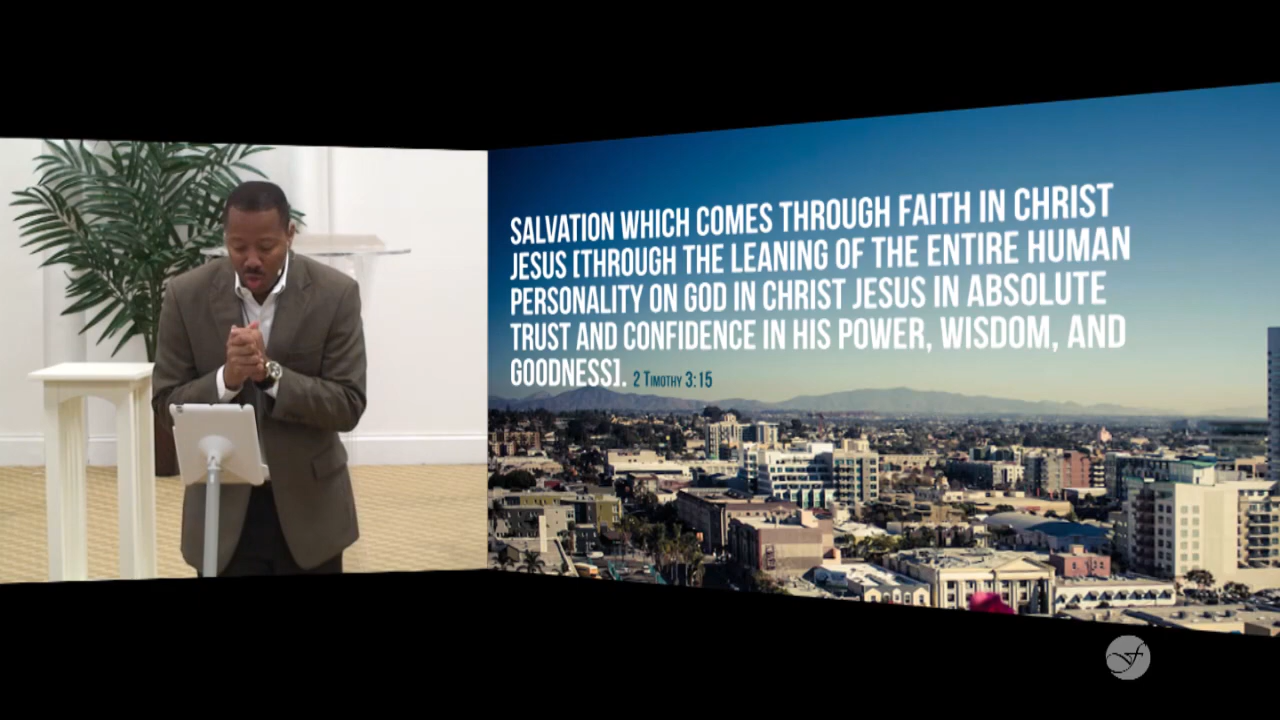 SALVATION WHICH COMES THROUGH FAITH IN CHRIST
JESUS [THROUGH THE LEANING OF THE ENTIRE HUMAN
PERSONALITY ON GOD IN CHRIST JESUS IN ABSOLUTE
TRUST AND CONFIDENCE IN HIS POWER, WISDOM, AND
GOODNESS]. 2 TIMOTHY 3:15